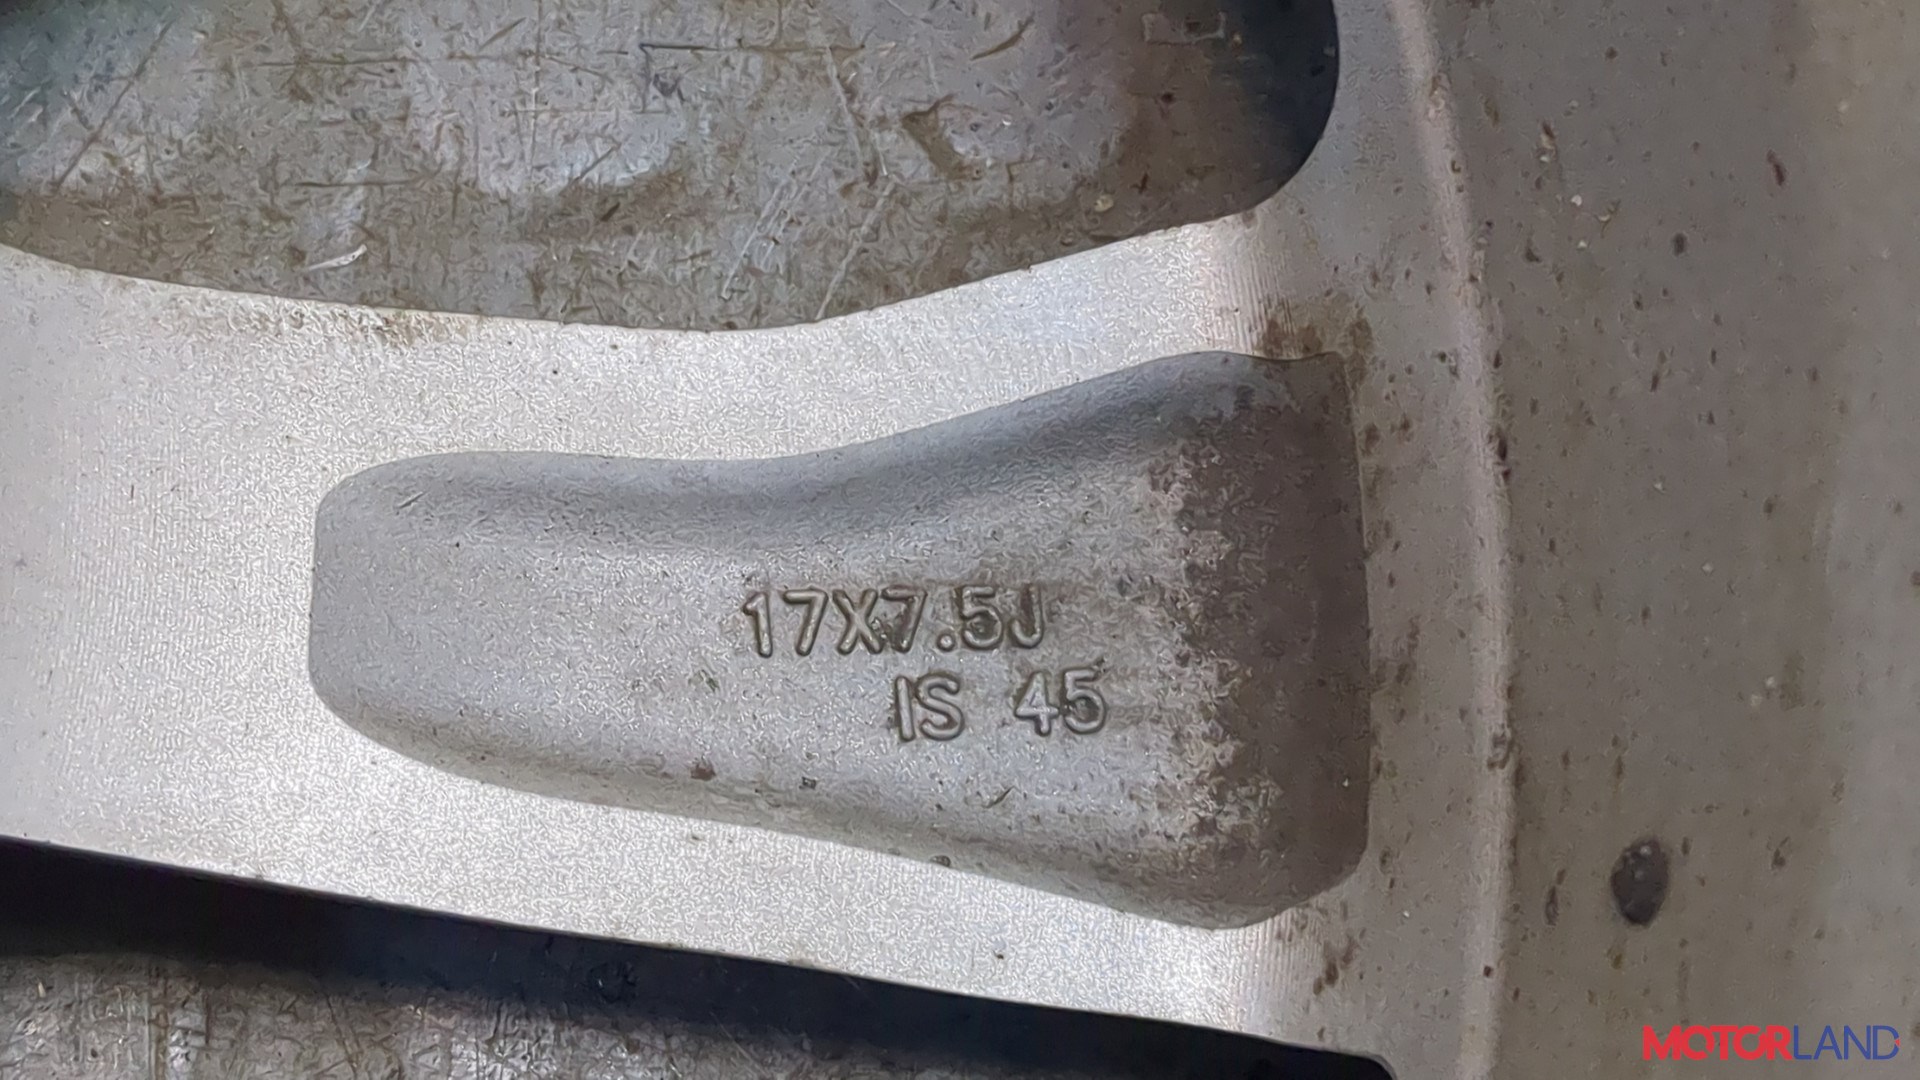 17X7.5J
IS 45
MOTORLAND